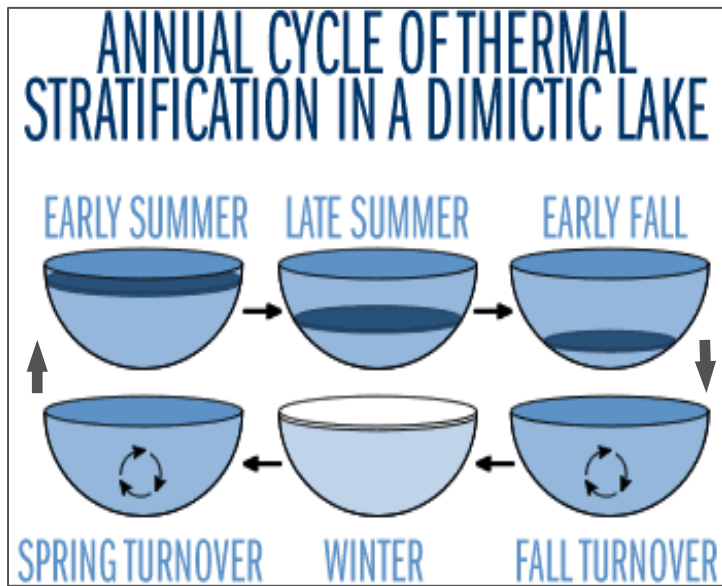 ANNUAL CYCLE OF THERMAL
STRATIFICATION IN A DIMICTIC LAKE
EARLY SUMMER
LATE SUMMER
EARLY FALL
SPRING TURNOVER
WINTER
FALL TURNOVER